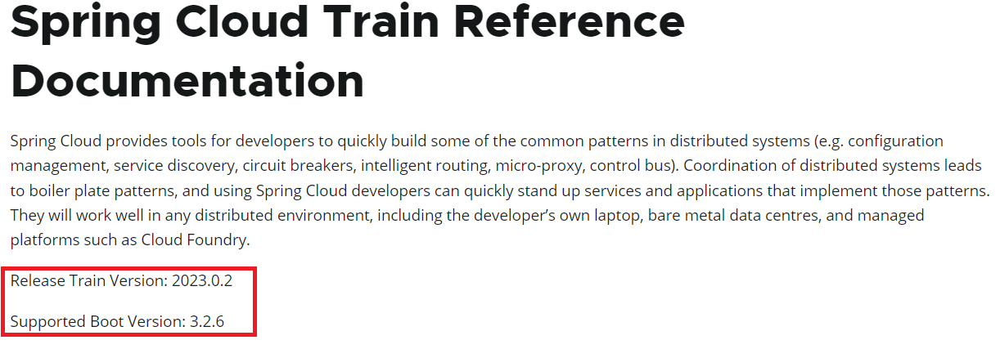 Spring Cloud Train Reference
Documentation
Spring Cloud provides tools for developers to quickly build some of the common patterns in distributed systems (e.g. configuration
management, service discovery, circuit breakers, intelligent routing, micro-proxy, control bus). Coordination of distributed systems leads
to boiler plate patterns, and using Spring Cloud developers can quickly stand up services and applications that implement those patterns.
They will work well in any distributed environment, including the developer’s own laptop, bare metal data centres, and managed
platforms such as Cloud Foundry.
Release Train Version: 2023.0.2
Supported Boot Version: 3.2.6